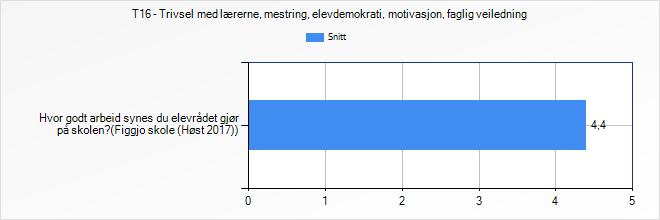 T16 - Trivsel med lærerne, mestring, elevdemokrati, motivasjon, faglig veiledning
Snitt
Hvor godt arbeid synes du elevrådet gjør
på skolen?(Figgjo skole (Høst 2017))
4,4
0 1 2 3 4 5